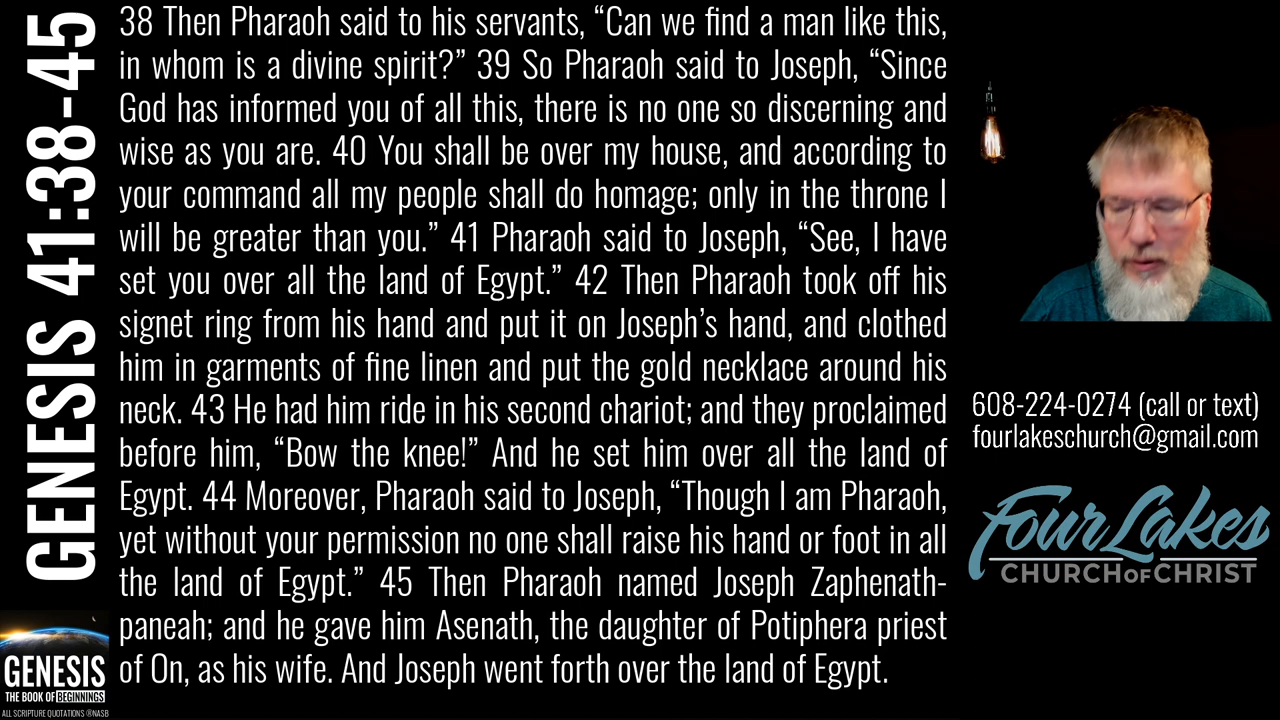 GENESIS 41:38-45
38 Then Pharaoh said to his servants, “Can we find a man like this,
in whom is a divine spirit?” 39 So Pharaoh said to Joseph, “Since
God has informed you of all this, there is no one so discerning and
wise as you are. 40 You shall be over my house, and according to
your command all my people shall do homage; only in the throne I
will be greater than you.” 41 Pharaoh said to Joseph, “See, I have
set you over all the land of Egypt.” 42 Then Pharaoh took off his
signet ring from his hand and put it on Joseph’s hand, and clothed
him in garments of fine linen and put the gold necklace around his
neck. 43 He had him ride in his second chariot; and they proclaimed
before him, “Bow the knee!” And he set him over all the land of
Egypt. 44 Moreover, Pharaoh said to Joseph, “Though I am Pharaoh,
yet without your permission no one shall raise his hand or foot in all
the land of Egypt.” 45 Then Pharaoh named Joseph Zaphenath-
paneah; and he gave him Asenath, the daughter of Potiphera priest
of On, as his wife. And Joseph went forth over the land of Egypt.
GENESIS
THE BOOK OF BEGINNINGS
ALL SCRIPTURE QUOTATIONS ®NASB
608-224-0274 (call or text)
fourlakeschurch@gmail.com
Four Lakes
CHURCH OF CHRIST